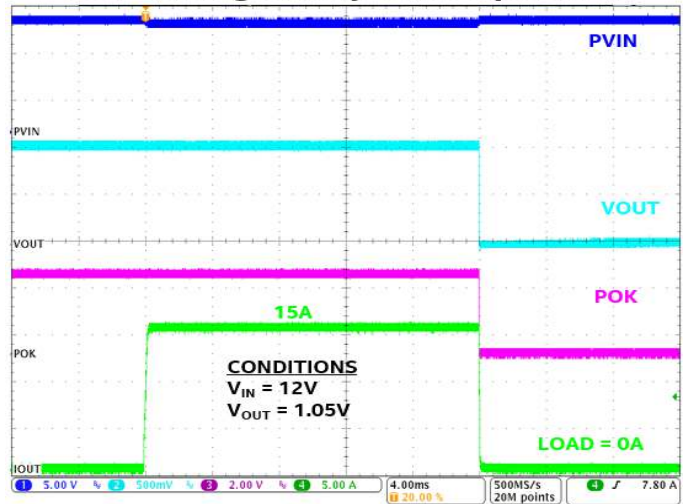 PVIN
PVIN
VOUT
VOUT
POK
15A
POK
CONDITIONS
VIN = 12V
VOUT = 1.05V
LOAD = 0A
IOUT
1 5.00 V 2 500mV 3 2.00 V 4 5.00 A 4.00ms 500MS/s 4 7.80 A
20.00 % 20M points